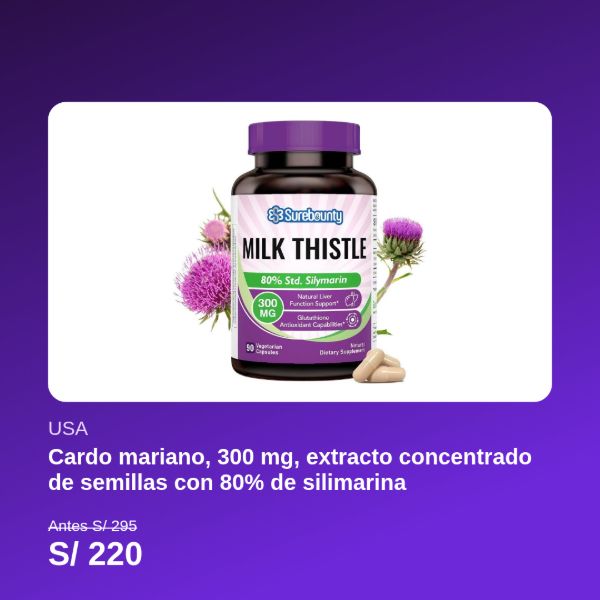 Surebounty
MILK THISTLE
80% Std. Silymarin
300
MG
Natural Liver
Function Support*
Glutathione
Antioxidant Capabilities*
90 Vegetarian
Capsules
Dietary Supplement
USA
Cardo mariano, 300 mg, extracto concentrado
de semillas con 80% de silimarina
Antes S/ 295
S/ 220